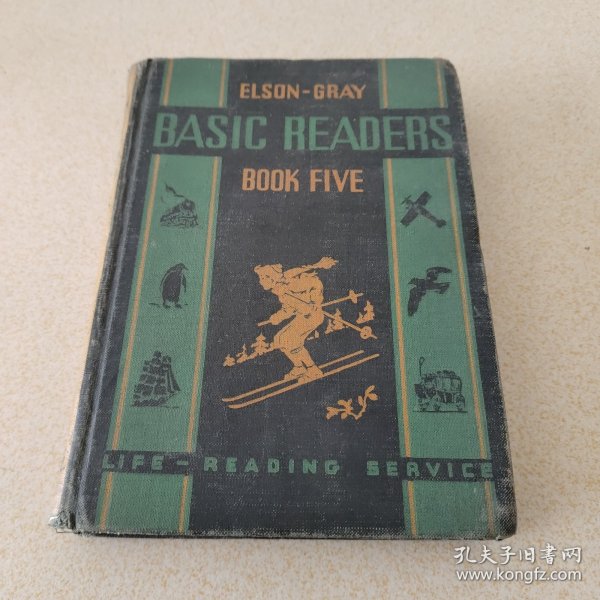 ELSON-GRAY
BASIC READERS
BOOK FIVE
LIFE-READING SERVICE
孔夫子旧书网
www.kongfz.com